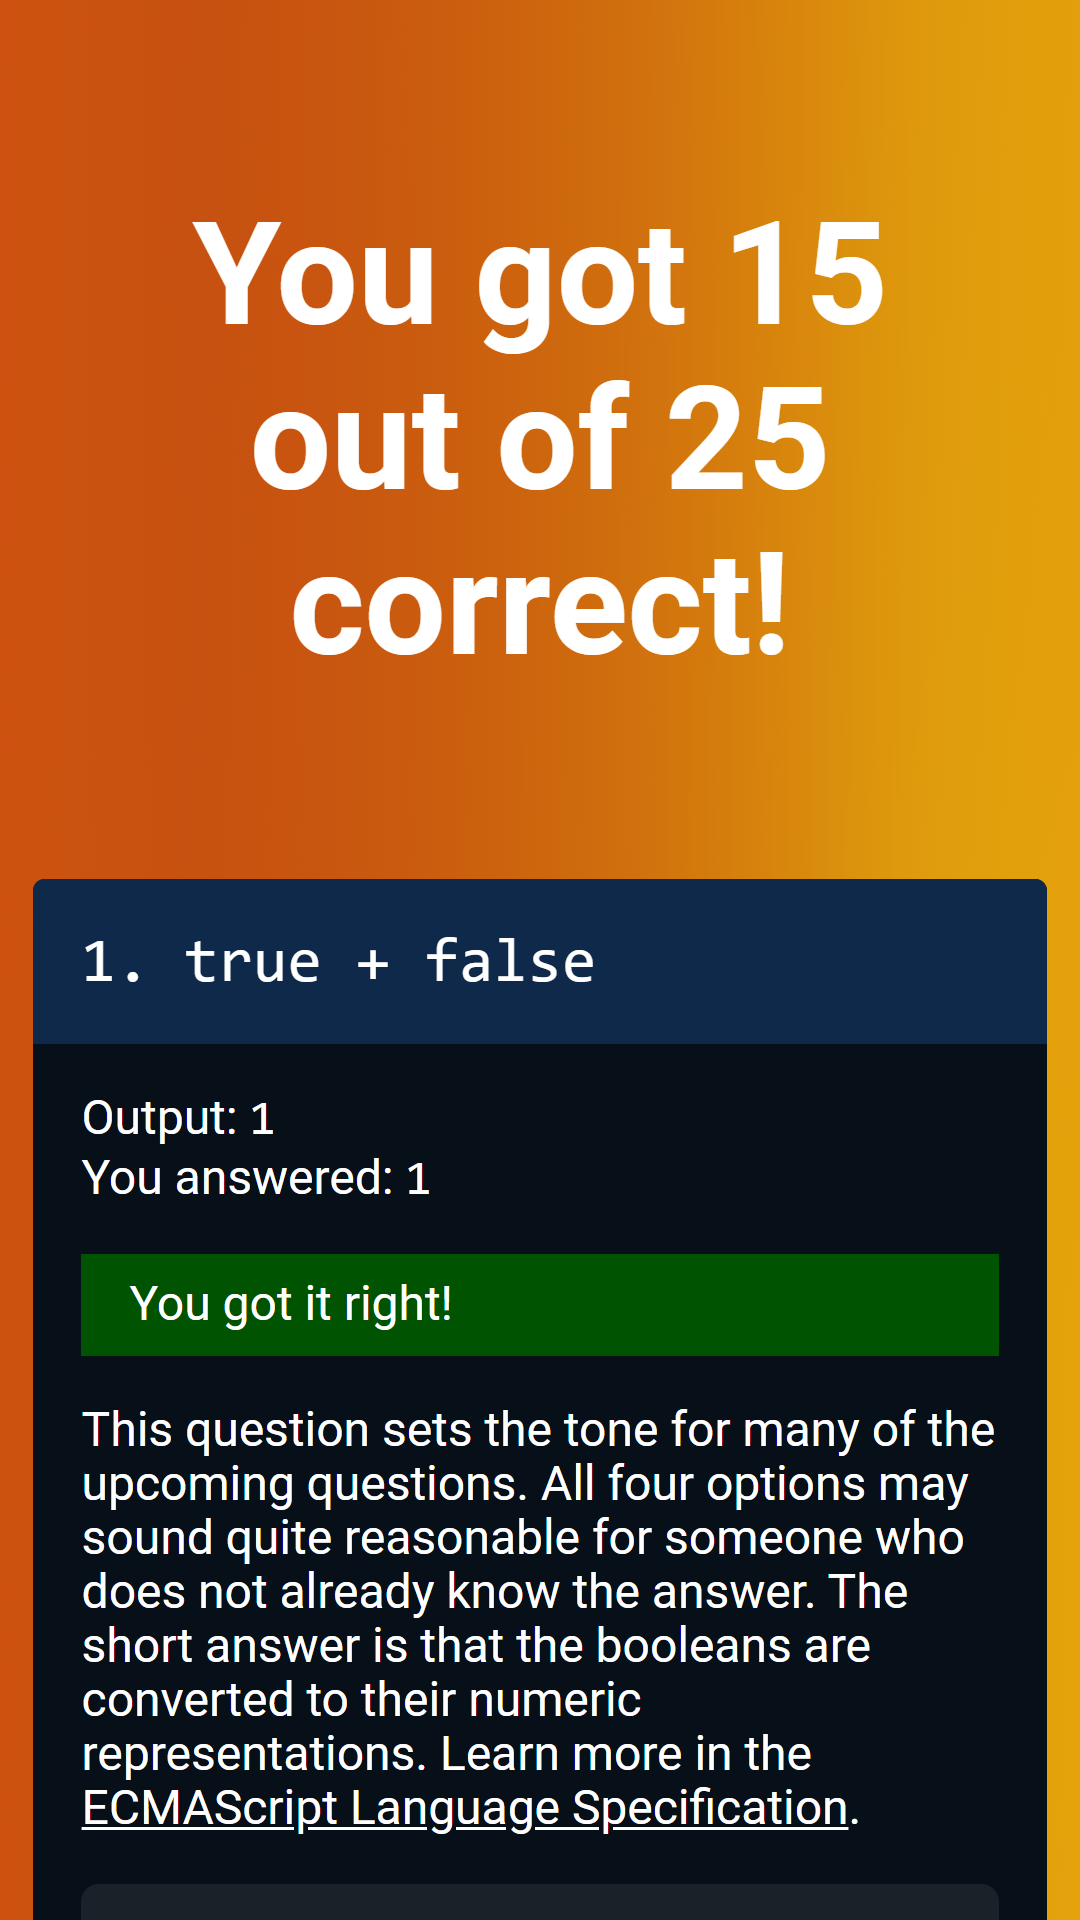 You got 15
out of 25
correct!
1. true + false
Output: 1
You answered: 1
You got it right!
This question sets the tone for many of the
upcoming questions. All four options may
sound quite reasonable for someone who
does not already know the answer. The
short answer is that the booleans are
converted to their numeric
representations. Learn more in the
ECMAScript Language Specification.